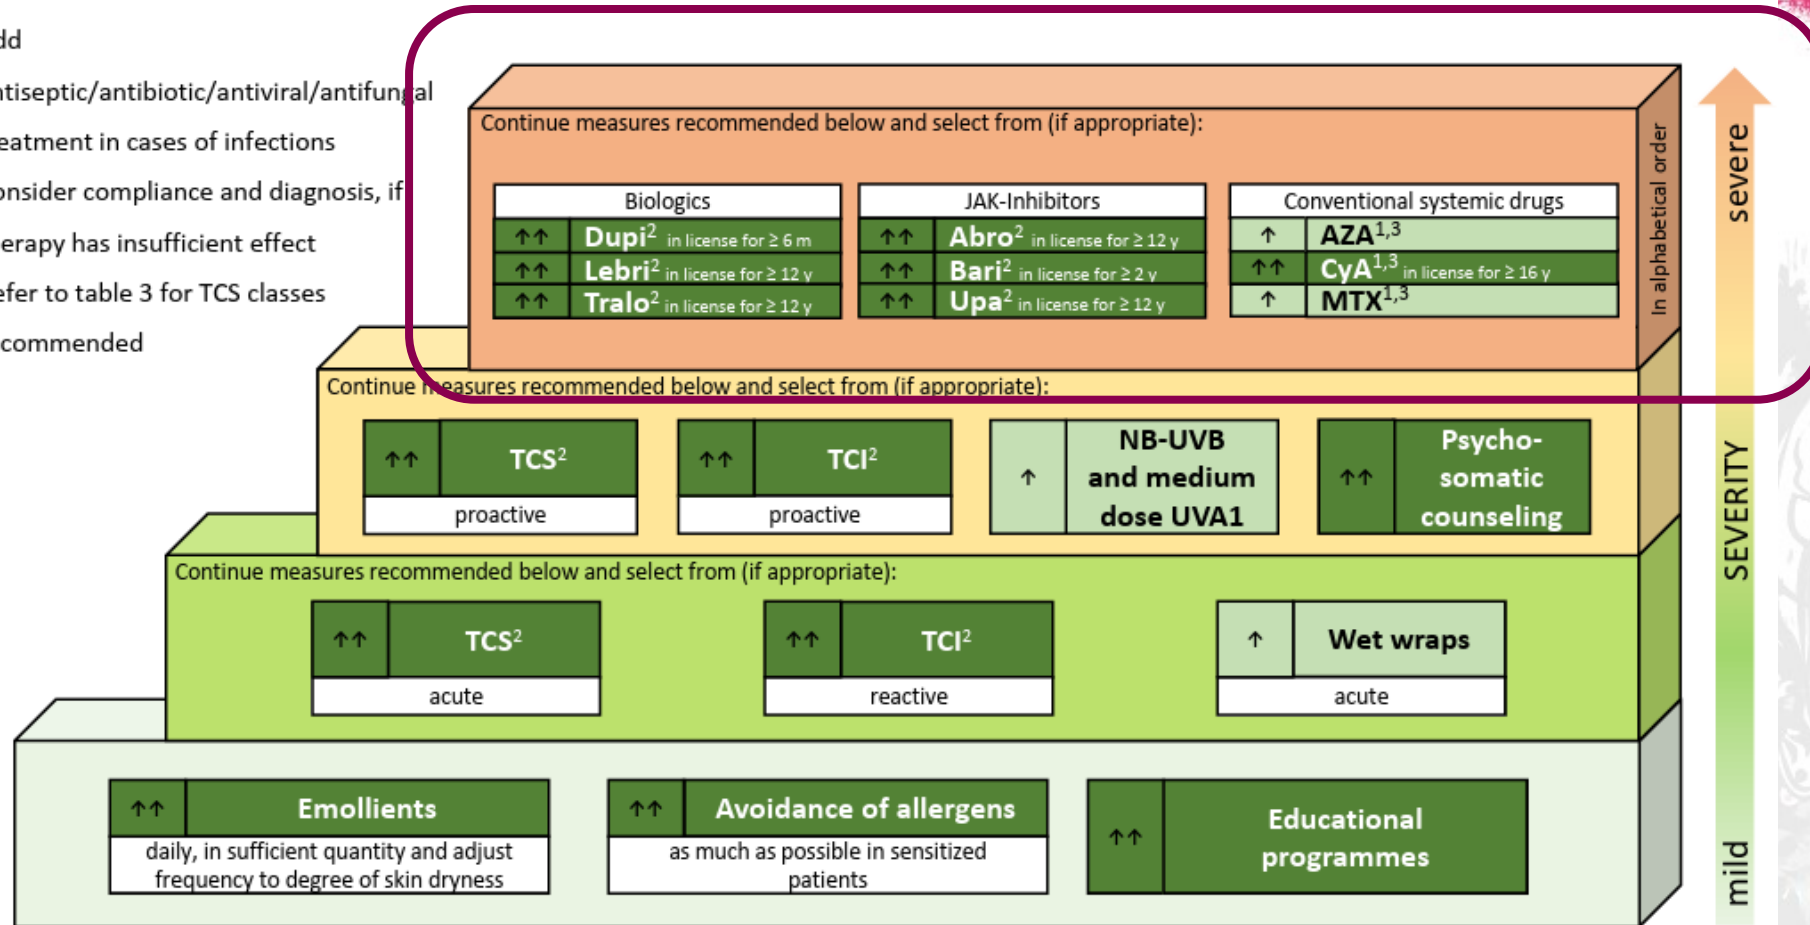 dd
ntiseptic/antibiotic/antiviral/antifungal
eatment in cases of infections
onsider compliance and diagnosis, if
erapy has insufficient effect
efer to table 3 for TCS classes
commended
Continue measures recommended below and select from (if appropriate):
Biologics
↑↑ Dupi² in license for ≥ 6 m
↑↑ Lebri² in license for ≥ 12 y
↑↑ Tralo² in license for ≥ 12 y
JAK-Inhibitors
↑↑ Abro² in license for ≥ 12 y
↑↑ Bari² in license for ≥ 2 y
↑↑ Upa² in license for ≥ 12 y
Conventional systemic drugs
↑ AZA¹,³
↑↑ CyA¹,³ in license for ≥ 16 y
↑ MTX¹,³
In alphabetical order
Continue measures recommended below and select from (if appropriate):
↑↑ TCS²
proactive
↑↑ TCI²
proactive
↑ NB-UVB
and medium
dose UVA1
↑↑ Psycho-
somatic
counseling
Continue measures recommended below and select from (if appropriate):
↑↑ TCS²
acute
↑↑ TCI²
reactive
↑ Wet wraps
acute
↑↑ Emollients
daily, in sufficient quantity and adjust
frequency to degree of skin dryness
↑↑ Avoidance of allergens
as much as possible in sensitized
patients
↑↑ Educational
programmes
severe
SEVERITY
mild